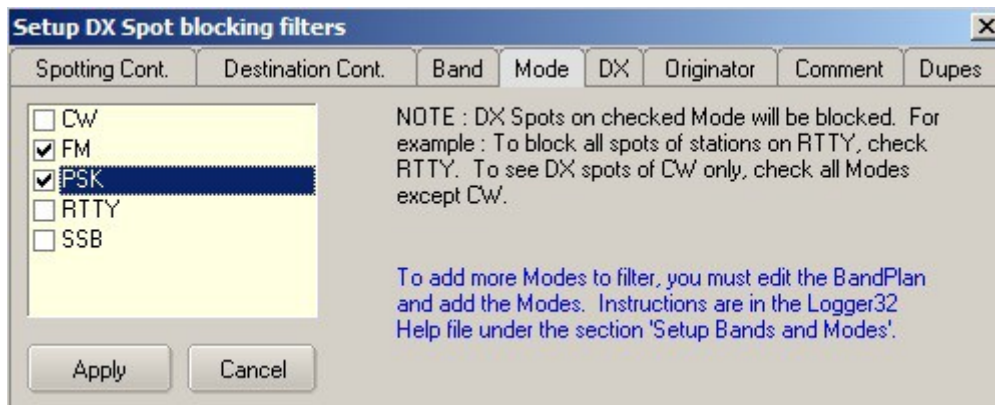 Setup DX Spot blocking filters
Spotting Cont. Destination Cont. Band Mode DX Originator Comment Dupes
CW
FM
PSK
RTTY
SSB
NOTE : DX Spots on checked Mode will be blocked. For
example : To block all spots of stations on RTTY, check
RTTY. To see DX spots of CW only, check all Modes
except CW.
To add more Modes to filter, you must edit the BandPlan
and add the Modes. Instructions are in the Logger32
Help file under the section 'Setup Bands and Modes'.
Apply Cancel